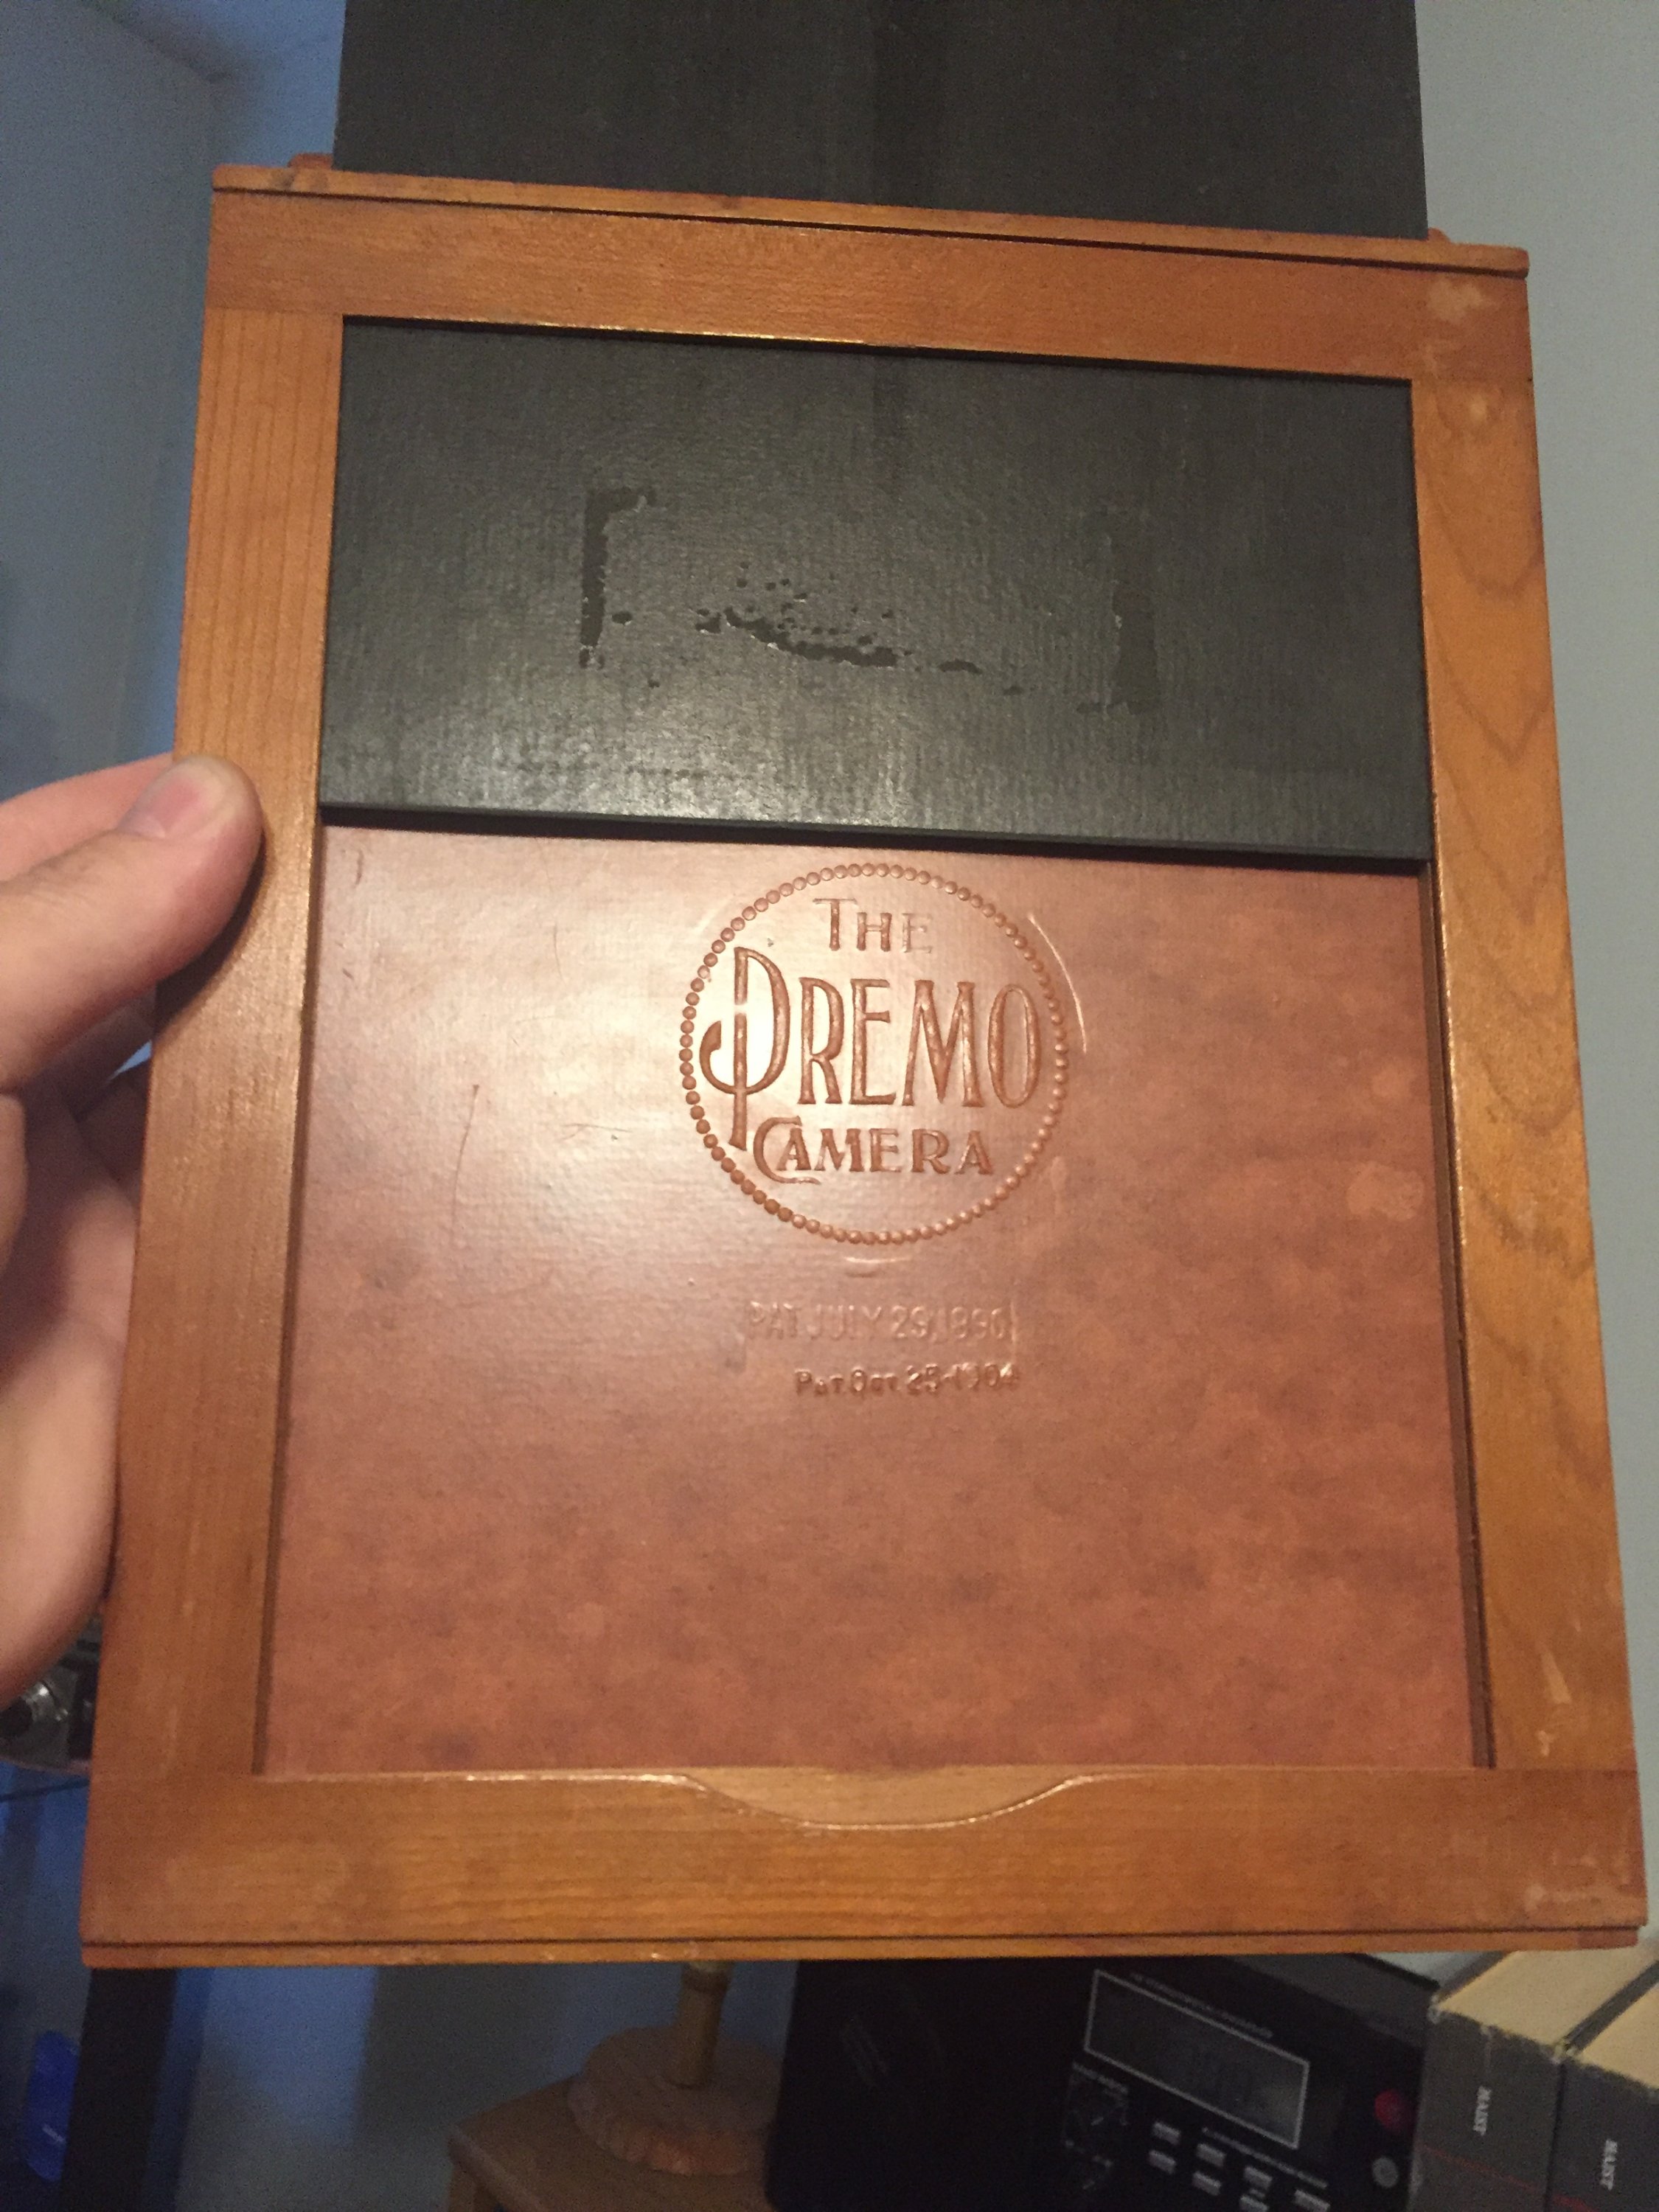 THE
PREMO
CAMERA
PAT. JULY 29, 1890
PAT. OCT 25-1904